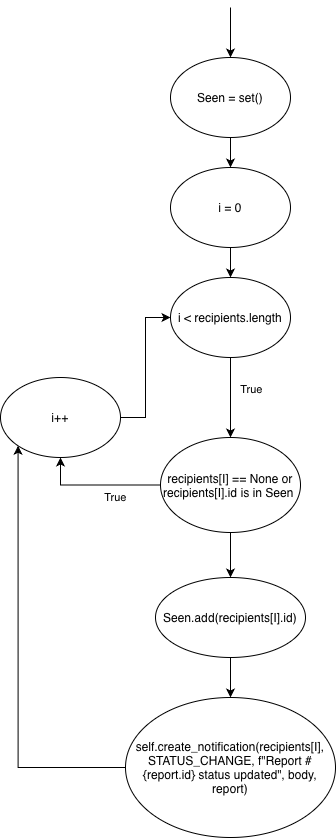 Seen = set()
i = 0
i < recipients.length
True
i++
recipients[I] == None or
recipients[I].id is in Seen
True
Seen.add(recipients[I].id)
self.create_notification(recipients[I],
STATUS_CHANGE, f"Report #
{report.id} status updated", body,
report)